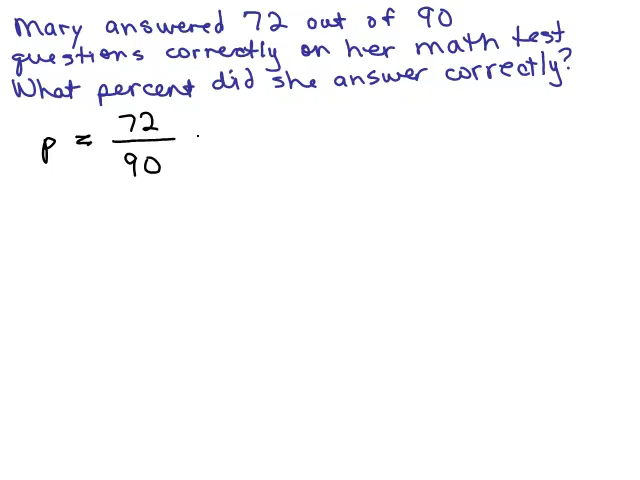 Mary answered 72 out of 90
questions correctly on her math test
What percent did she answer correctly?
p = 72/90